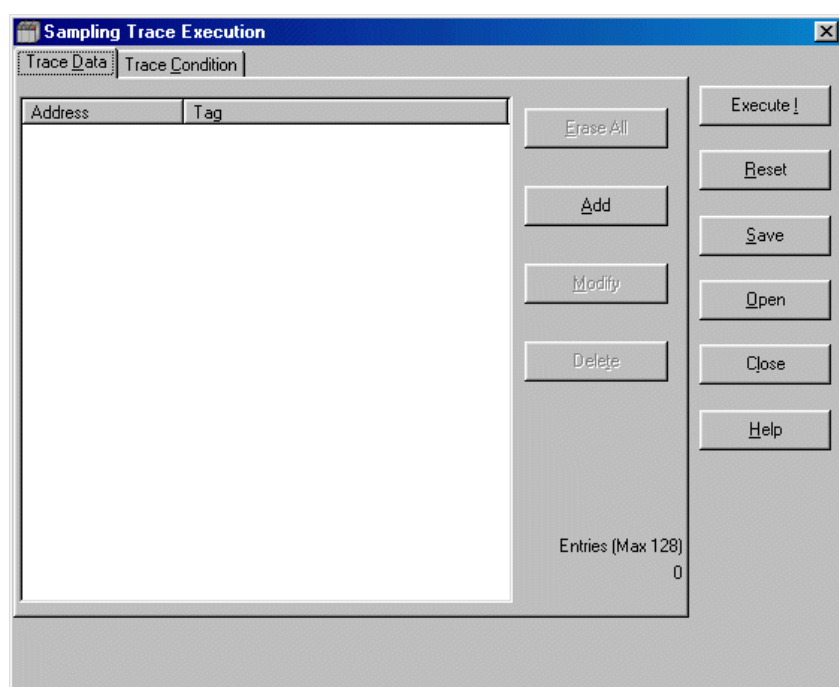 Sampling Trace Execution
Trace Data
Trace Condition
Address
Tag
Erase All
Add
Modify
Delete
Entries (Max 128)
0
Execute !
Reset
Save
Open
Close
Help